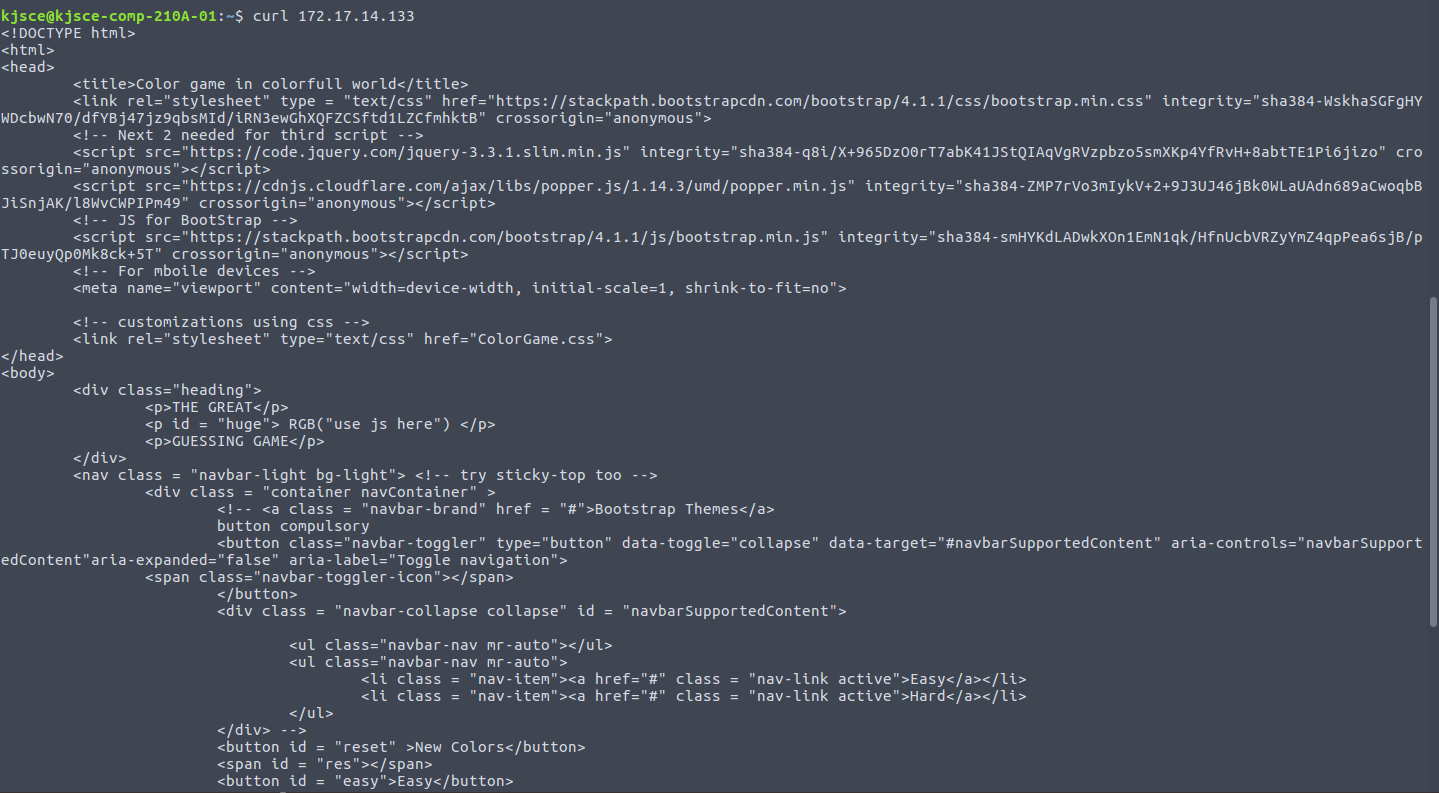 kjsce@kjsce-comp-210A-01:~$ curl 172.17.14.133
<!DOCTYPE html>
<html>
<head>
        <title>Color game in colorfull world</title>
        <link rel="stylesheet" type = "text/css" href="https://stackpath.bootstrapcdn.com/bootstrap/4.1.1/css/bootstrap.min.css" integrity="sha384-WskhaSGFgHY
WDcbwN70/dfYBj47jz9qbsMId/iRN3ewGhXQFZCSftd1LZCfmhktB" crossorigin="anonymous">
        <!-- Next 2 needed for third script -->
        <script src="https://code.jquery.com/jquery-3.3.1.slim.min.js" integrity="sha384-q8i/X+965DzO0rT7abK41JStQIAqVgRVzpbzo5smXKp4YfRvH+8abtTE1Pi6jizo" cro
ssorigin="anonymous"></script>
        <script src="https://cdnjs.cloudflare.com/ajax/libs/popper.js/1.14.3/umd/popper.min.js" integrity="sha384-ZMP7rVo3mIykV+2+9J3UJ46jBk0WLaUAdn689aCwoqbB
JiSnjAK/l8WvCWPIPm49" crossorigin="anonymous"></script>
        <!-- JS for BootStrap -->
        <script src="https://stackpath.bootstrapcdn.com/bootstrap/4.1.1/js/bootstrap.min.js" integrity="sha384-smHYKdLADwkXOn1EmN1qk/HfnUcbVRZyYmZ4qpPea6sjB/p
TJ0euyQp0Mk8ck+5T" crossorigin="anonymous"></script>
        <!-- For mboile devices -->
        <meta name="viewport" content="width=device-width, initial-scale=1, shrink-to-fit=no">

        <!-- customizations using css -->
        <link rel="stylesheet" type="text/css" href="ColorGame.css">
</head>
<body>
        <div class="heading">
                <p>THE GREAT</p>
                <p id = "huge"> RGB("use js here") </p>
                <p>GUESSING GAME</p>
        </div>
        <nav class = "navbar-light bg-light"> <!-- try sticky-top too -->
                <div class = "container navContainer" >
                        <!-- <a class = "navbar-brand" href = "#">Bootstrap Themes</a>
                        button compulsory
                        <button class="navbar-toggler" type="button" data-toggle="collapse" data-target="#navbarSupportedContent" aria-controls="navbarSupport
edContent"aria-expanded="false" aria-label="Toggle navigation">
                <span class="navbar-toggler-icon"></span>
                        </button>
                        <div class = "navbar-collapse collapse" id = "navbarSupportedContent">

                                <ul class="navbar-nav mr-auto"></ul>
                                <ul class="navbar-nav mr-auto">
                                        <li class = "nav-item"><a href="#" class = "nav-link active">Easy</a></li>
                                        <li class = "nav-item"><a href="#" class = "nav-link active">Hard</a></li>
                                </ul>
                        </div> -->
                        <button id = "reset" >New Colors</button>
                        <span id = "res"></span>
                        <button id = "easy">Easy</button>